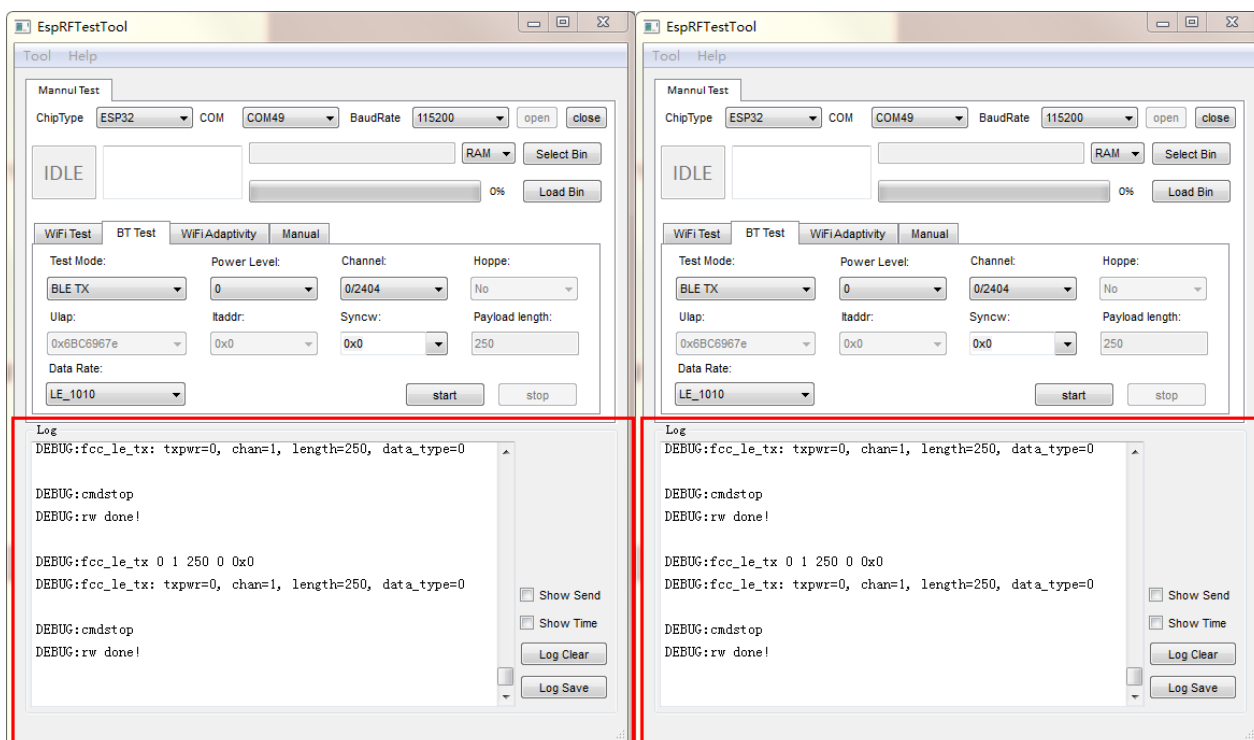 EspRFTestTool
Tool Help
Mannul Test
ChipType ESP32 COM COM49 BaudRate 115200 open close
IDLE RAM Select Bin
0% Load Bin
WiFi Test BT Test WiFi Adaptivity Manual
Test Mode: Power Level: Channel: Hoppe:
BLE TX 0 0/2404 No
Ulap: Itaddr: Syncw: Payload length:
0x6BC6967e 0x0 0x0 250
Data Rate:
LE_1010 start stop
Log
DEBUG:fcc_le_tx: txpwr=0, chan=1, length=250, data_type=0
DEBUG:cmdstop
DEBUG:rw done!
DEBUG:fcc_le_tx 0 1 250 0 0x0
DEBUG:fcc_le_tx: txpwr=0, chan=1, length=250, data_type=0
Show Send
DEBUG:cmdstop Show Time
DEBUG:rw done! Log Clear
Log Save
EspRFTestTool
Tool Help
Mannul Test
ChipType ESP32 COM COM49 BaudRate 115200 open close
IDLE RAM Select Bin
0% Load Bin
WiFi Test BT Test WiFi Adaptivity Manual
Test Mode: Power Level: Channel: Hoppe:
BLE TX 0 0/2404 No
Ulap: Itaddr: Syncw: Payload length:
0x6BC6967e 0x0 0x0 250
Data Rate:
LE_1010 start stop
Log
DEBUG:fcc_le_tx: txpwr=0, chan=1, length=250, data_type=0
DEBUG:cmdstop
DEBUG:rw done!
DEBUG:fcc_le_tx 0 1 250 0 0x0
DEBUG:fcc_le_tx: txpwr=0, chan=1, length=250, data_type=0
Show Send
DEBUG:cmdstop Show Time
DEBUG:rw done! Log Clear
Log Save